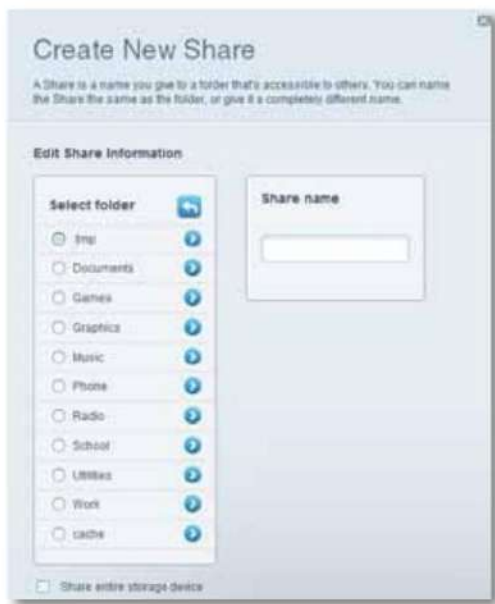 Create New Share
A Share is a name you give to a folder that's accessible to others. You can name
the Share the same as the folder, or give it a completely different name.
Edit Share Information
Select folder
Share name
tmp
Documents
Games
Graphics
Music
Phone
Radio
School
Utilities
Work
cache
Share entire storage device